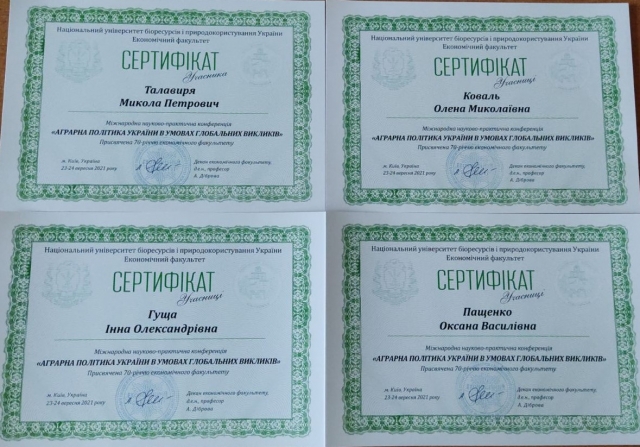 Національний університет біоресурсів і природокористування України
Економічний факультет
СЕРТИФІКАТ
Учасника
Талавиря
Микола Петрович
Міжнародна науково-практична конференція
«АГРАРНА ПОЛІТИКА УКРАЇНИ В УМОВАХ ГЛОБАЛЬНИХ ВИКЛИКІВ»
Присвячена 70-річчю економічного факультету
м. Київ, Україна
23-24 вересня 2021 року
Декан економічного факультету,
д.е.н., професор
А. Діброва
Національний університет біоресурсів і природокористування України
Економічний факультет
СЕРТИФІКАТ
Учасниці
Коваль
Олена Миколаївна
Міжнародна науково-практична конференція
«АГРАРНА ПОЛІТИКА УКРАЇНИ В УМОВАХ ГЛОБАЛЬНИХ ВИКЛИКІВ»
Присвячена 70-річчю економічного факультету
м. Київ, Україна
23-24 вересня 2021 року
Декан економічного факультету,
д.е.н., професор
А. Діброва
Національний університет біоресурсів і природокористування України
Економічний факультет
СЕРТИФІКАТ
Учасниці
Гуща
Інна Олександрівна
Міжнародна науково-практична конференція
«АГРАРНА ПОЛІТИКА УКРАЇНИ В УМОВАХ ГЛОБАЛЬНИХ ВИКЛИКІВ»
Присвячена 70-річчю економічного факультету
м. Київ, Україна
23-24 вересня 2021 року
Декан економічного факультету,
д.е.н., професор
А. Діброва
Національний університет біоресурсів і природокористування України
Економічний факультет
СЕРТИФІКАТ
Учасниці
Пащенко
Оксана Василівна
Міжнародна науково-практична конференція
«АГРАРНА ПОЛІТИКА УКРАЇНИ В УМОВАХ ГЛОБАЛЬНИХ ВИКЛИКІВ»
Присвячена 70-річчю економічного факультету
м. Київ, Україна
23-24 вересня 2021 року
Декан економічного факультету,
д.е.н., професор
А. Діброва